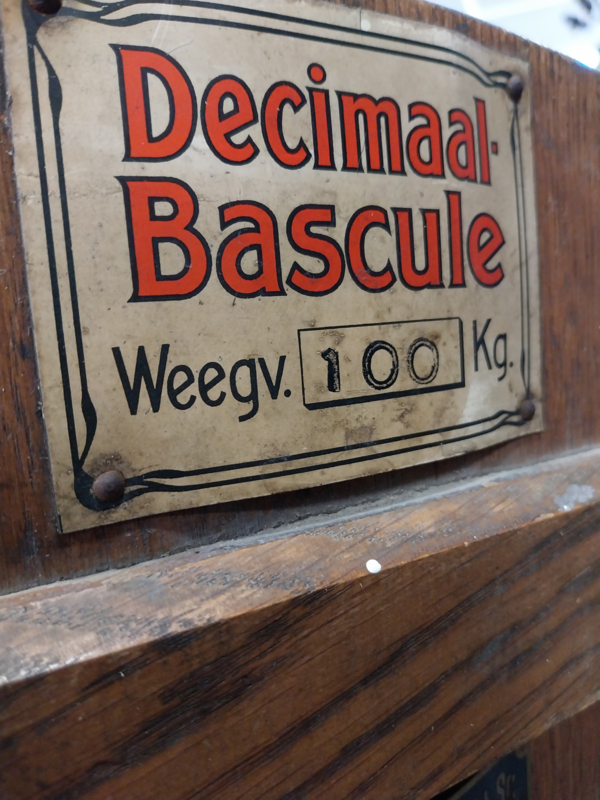 Decimaal-
Bascule
Weegv. 100 Kg.